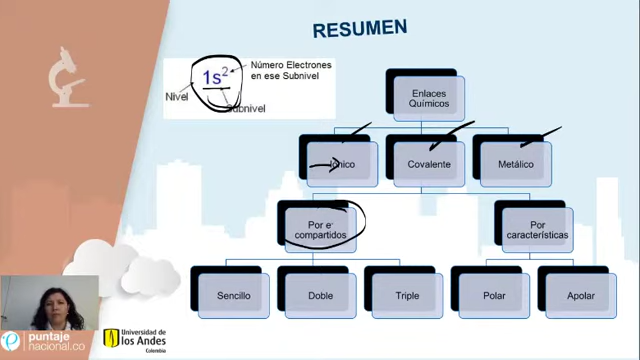 RESUMEN
1s²
Número Electrones
en ese Subnivel
Nivel
Subnivel
Enlaces
Químicos
Iónico
Covalente
Metálico
Por e-
compartidos
Por
características
Sencillo
Doble
Triple
Polar
Apolar
puntaje
nacional.co
Universidad de
los Andes
Colombia